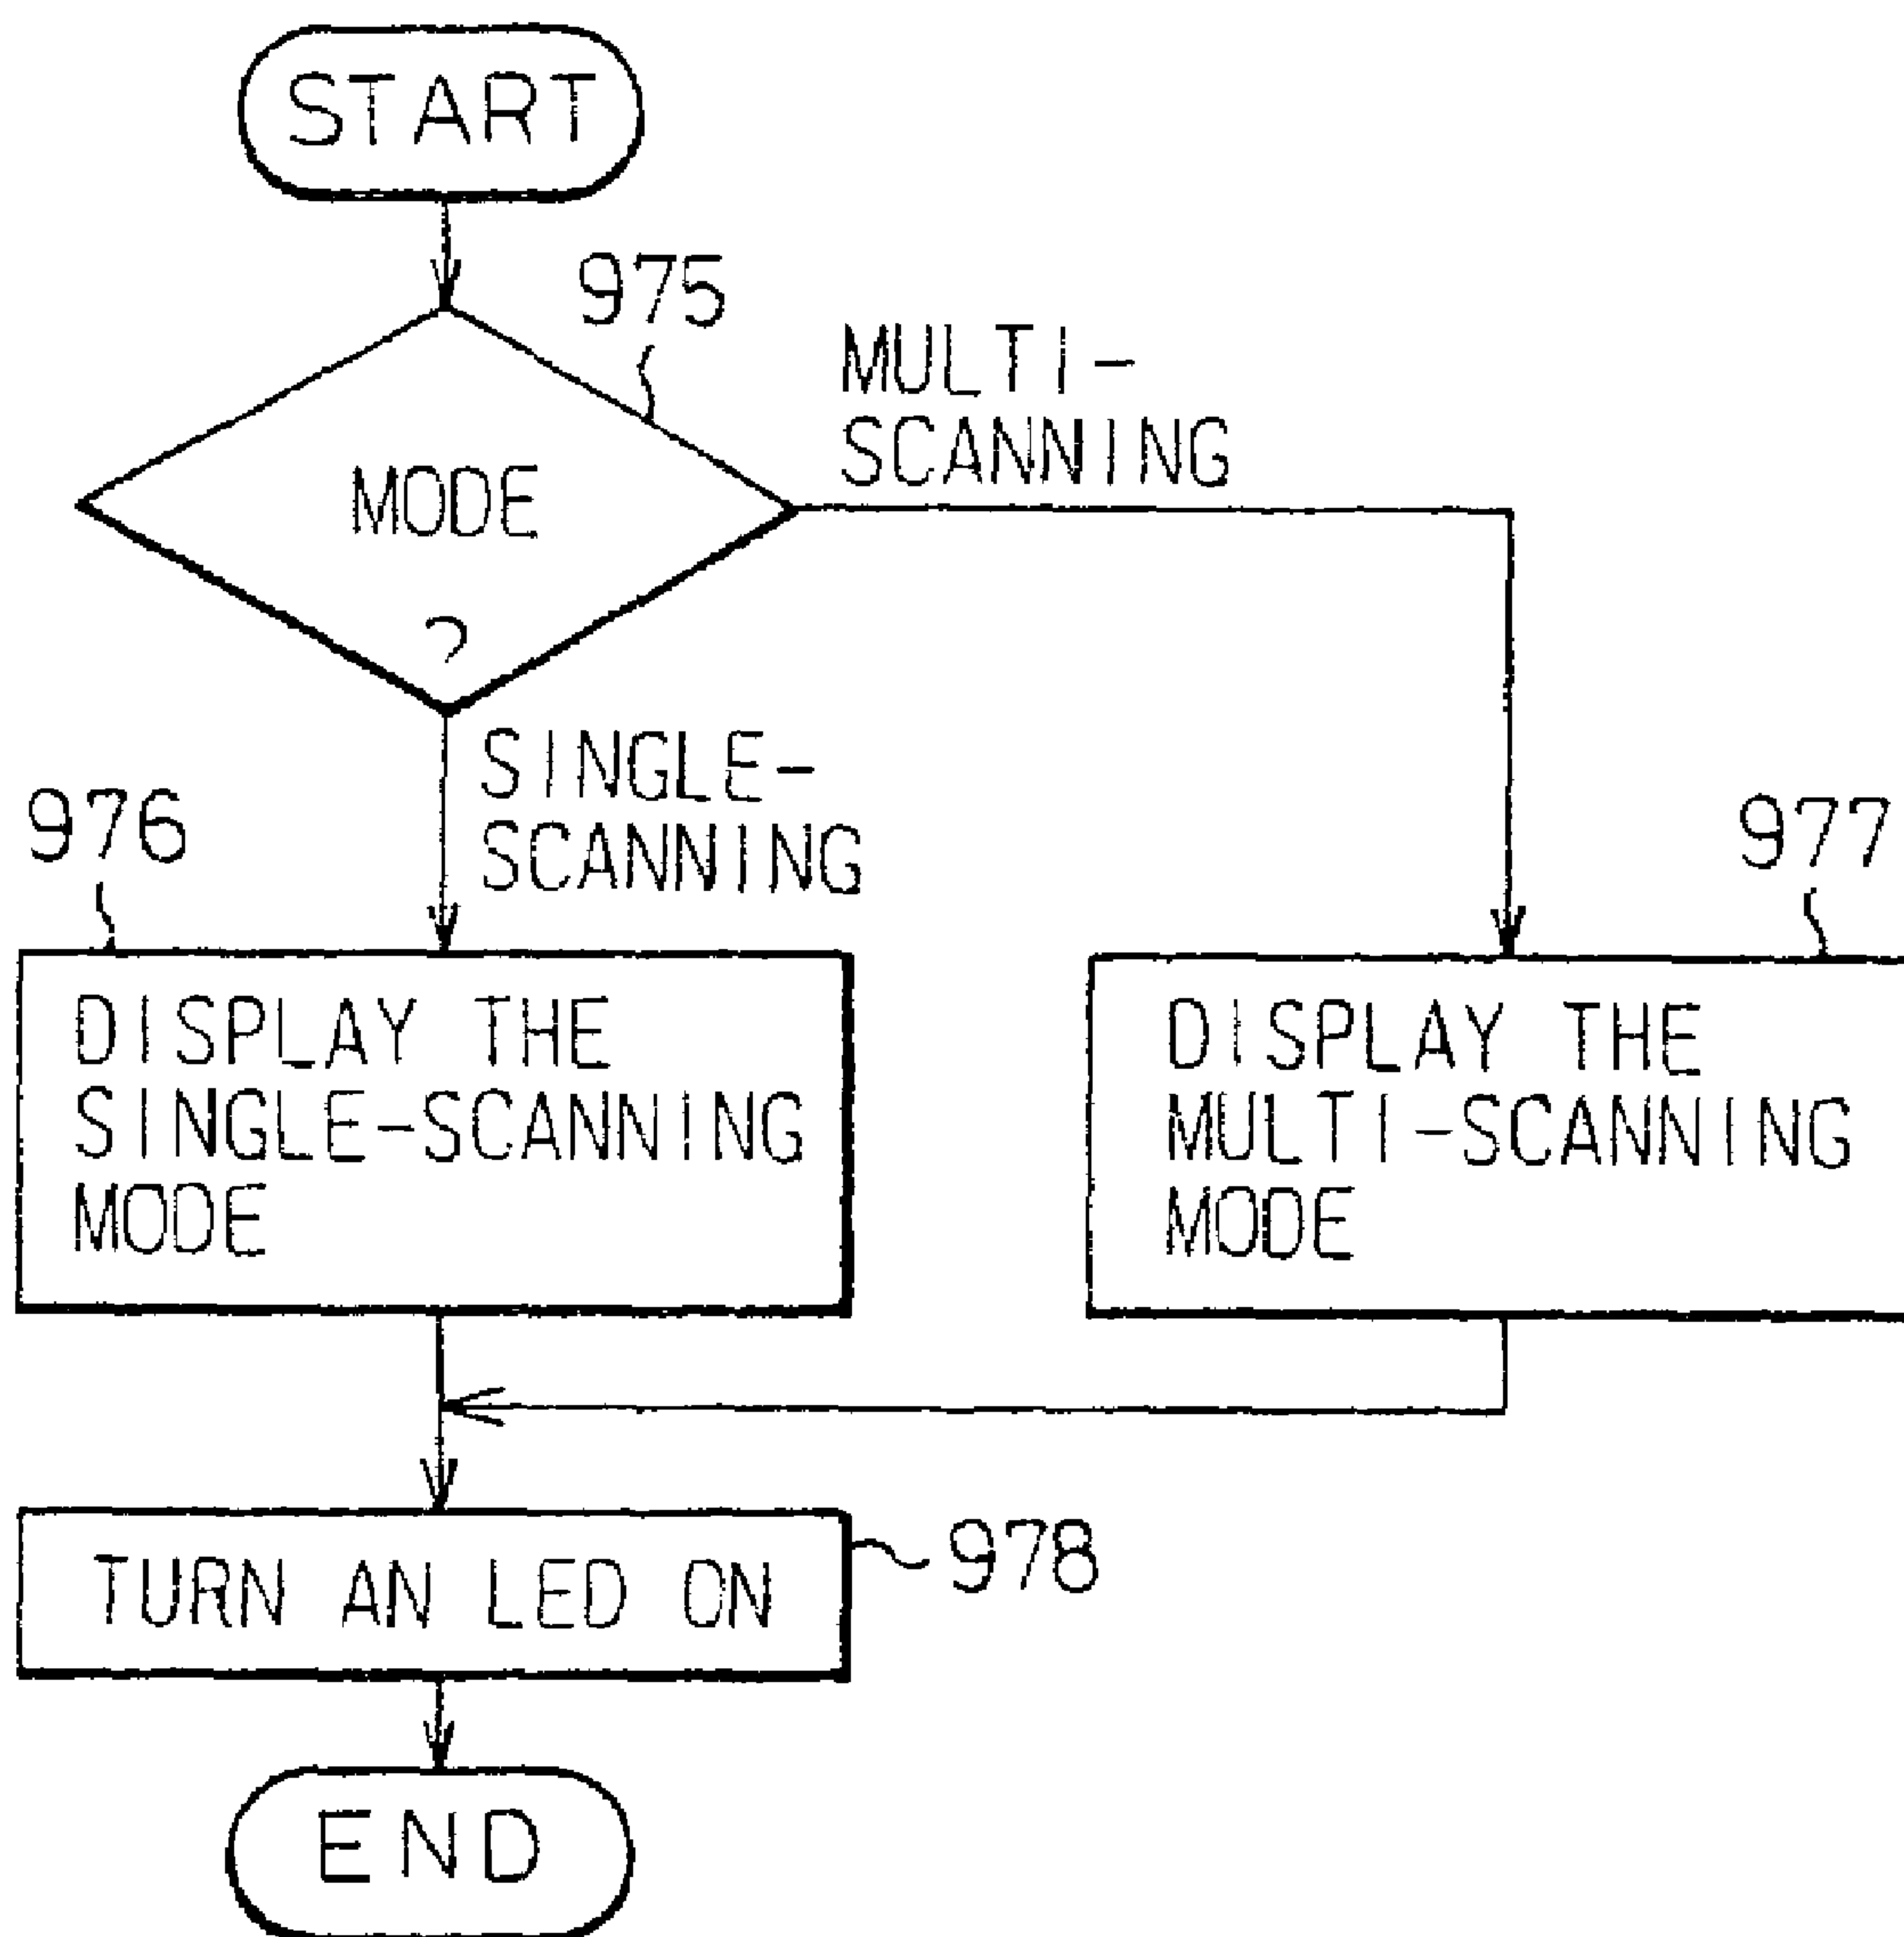 START
975
MULTI-
SCANNING
MODE
?
SINGLE-
SCANNING
976
977
DISPLAY THE
SINGLE-SCANNING
MODE
DISPLAY THE
MULTI-SCANNING
MODE
TURN AN LED ON
978
END